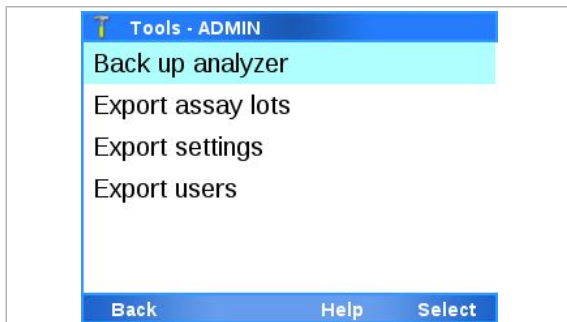 Tools - ADMIN
Back up analyzer
Export assay lots
Export settings
Export users
Back Help Select